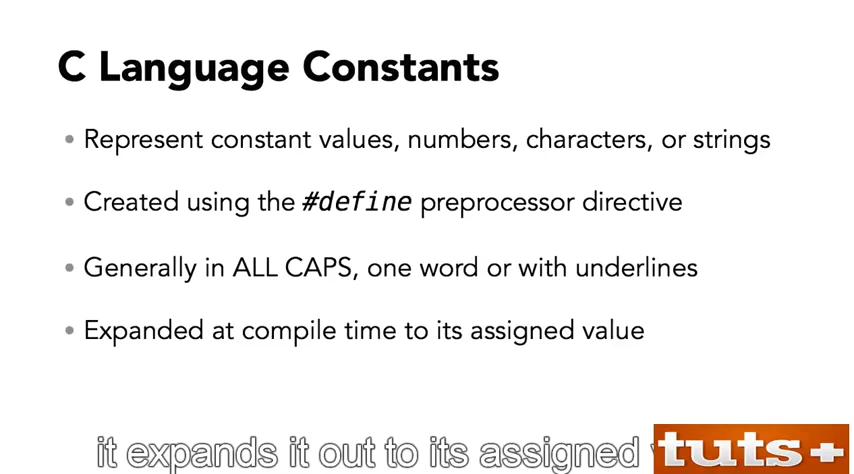 C Language Constants
• Represent constant values, numbers, characters, or strings
• Created using the #define preprocessor directive
• Generally in ALL CAPS, one word or with underlines
• Expanded at compile time to its assigned value
it expands it out to its assigned
tuts+